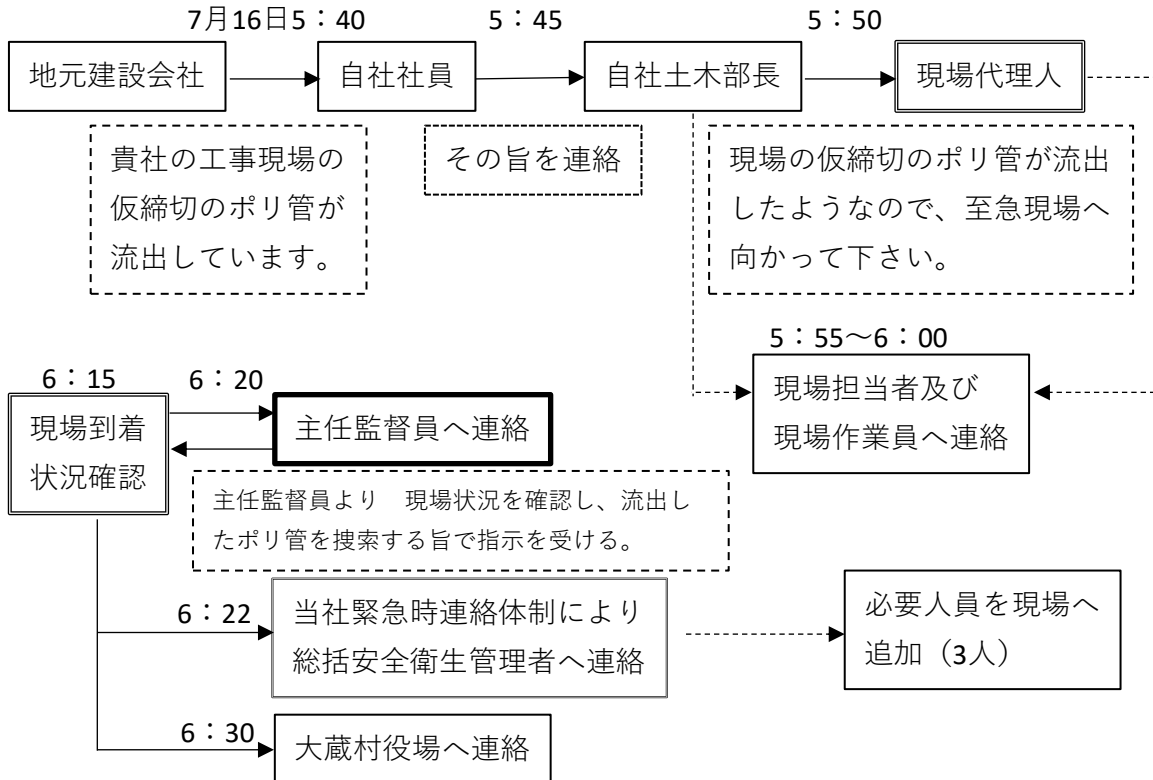 7月16日5：40
5：45
5：50
地元建設会社
自社社員
自社土木部長
現場代理人
貴社の工事現場の
仮締切のポリ管が
流出しています。
その旨を連絡
現場の仮締切のポリ管が流出
したようなので、至急現場へ
向かって下さい。
5：55～6：00
現場担当者及び
現場作業員へ連絡
6：15
6：20
現場到着
状況確認
主任監督員へ連絡
主任監督員より　現場状況を確認し、流出し
たポリ管を捜索する旨で指示を受ける。
6：22
当社緊急時連絡体制により
総括安全衛生管理者へ連絡
必要人員を現場へ
追加（3人）
6：30
大蔵村役場へ連絡